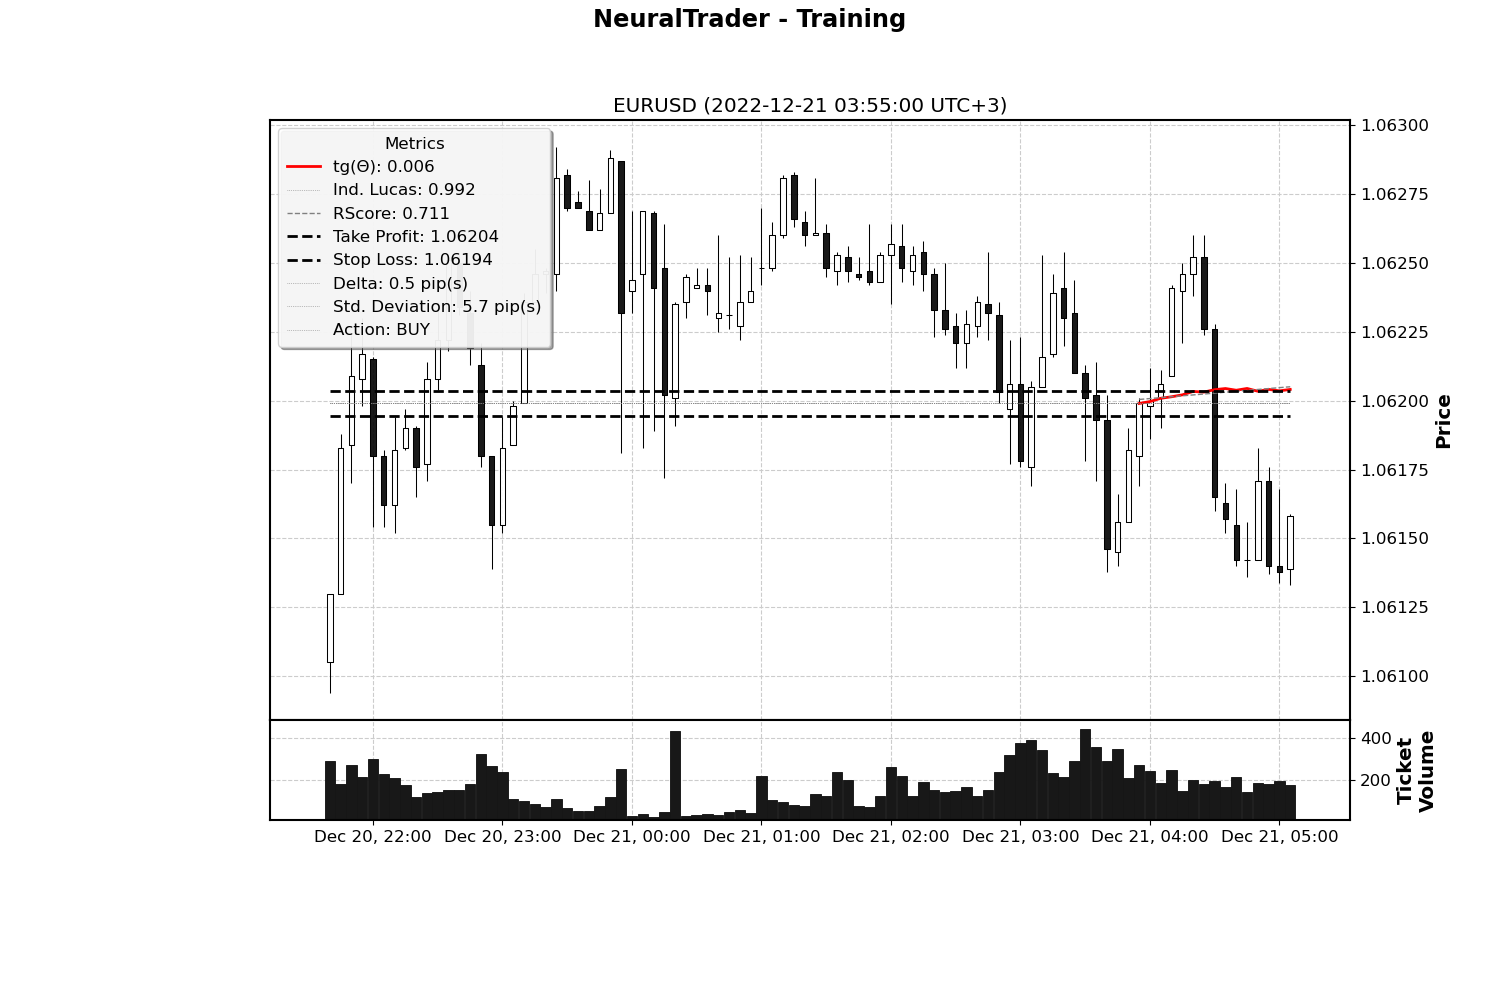 NeuralTrader - Training
EURUSD (2022-12-21 03:55:00 UTC+3)
Metrics
tg(Θ): 0.006
Ind. Lucas: 0.992
RScore: 0.711
Take Profit: 1.06204
Stop Loss: 1.06194
Delta: 0.5 pip(s)
Std. Deviation: 5.7 pip(s)
Action: BUY
1.06300
1.06275
1.06250
1.06225
1.06200
1.06175
1.06150
1.06125
1.06100
Price
400
200
Ticket
Volume
Dec 20, 22:00 Dec 20, 23:00 Dec 21, 00:00 Dec 21, 01:00 Dec 21, 02:00 Dec 21, 03:00 Dec 21, 04:00 Dec 21, 05:00